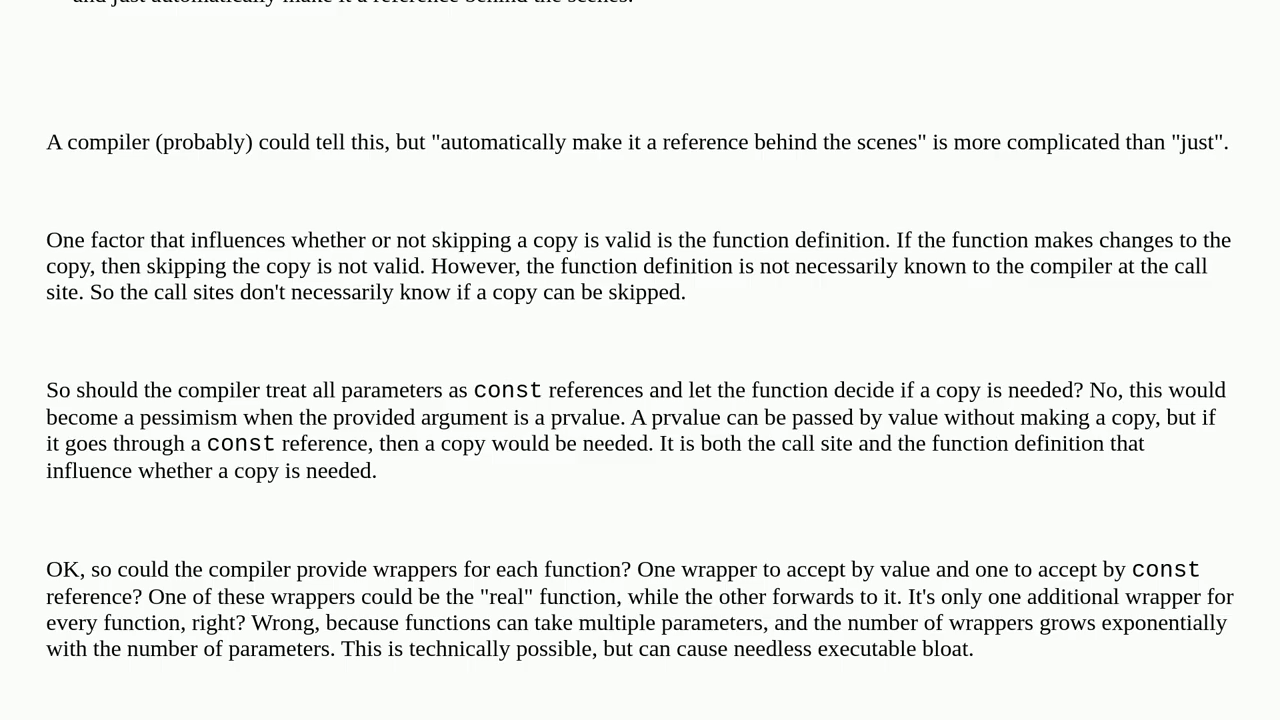 and just automatically make it a reference behind the scenes.
A compiler (probably) could tell this, but "automatically make it a reference behind the scenes" is more complicated than "just".
One factor that influences whether or not skipping a copy is valid is the function definition. If the function makes changes to the
copy, then skipping the copy is not valid. However, the function definition is not necessarily known to the compiler at the call
site. So the call sites don't necessarily know if a copy can be skipped.
So should the compiler treat all parameters as const references and let the function decide if a copy is needed? No, this would
become a pessimism when the provided argument is a prvalue. A prvalue can be passed by value without making a copy, but if
it goes through a const reference, then a copy would be needed. It is both the call site and the function definition that
influence whether a copy is needed.
OK, so could the compiler provide wrappers for each function? One wrapper to accept by value and one to accept by const
reference? One of these wrappers could be the "real" function, while the other forwards to it. It's only one additional wrapper for
every function, right? Wrong, because functions can take multiple parameters, and the number of wrappers grows exponentially
with the number of parameters. This is technically possible, but can cause needless executable bloat.